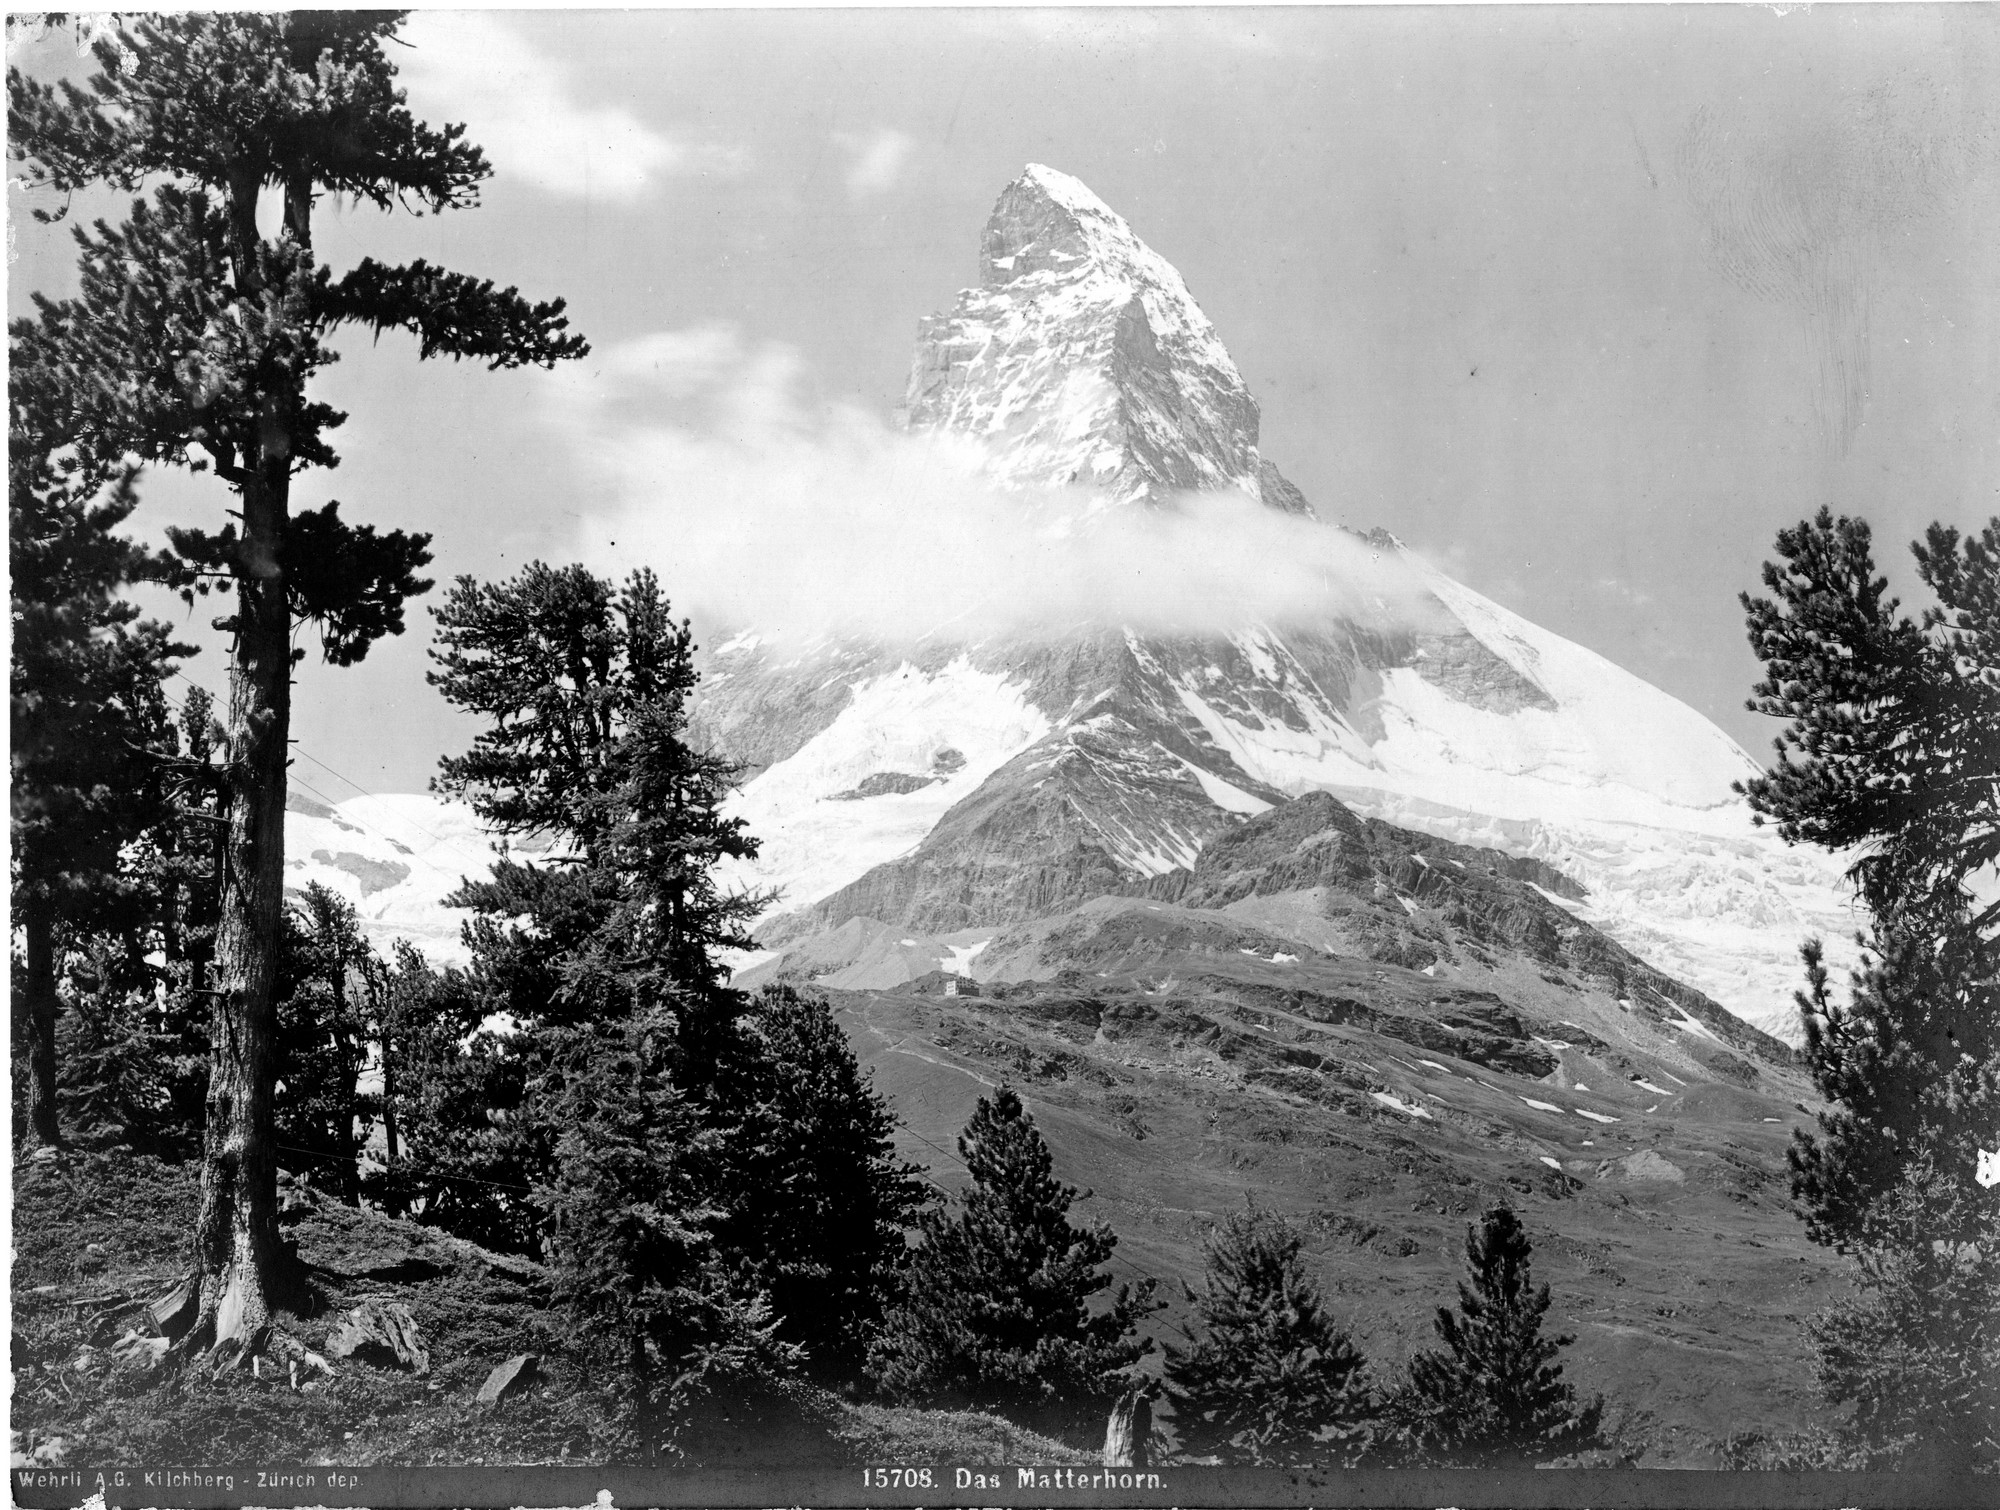 Wehrli A.G. Kilchberg - Zürich dep.
15708. Das Matterhorn.